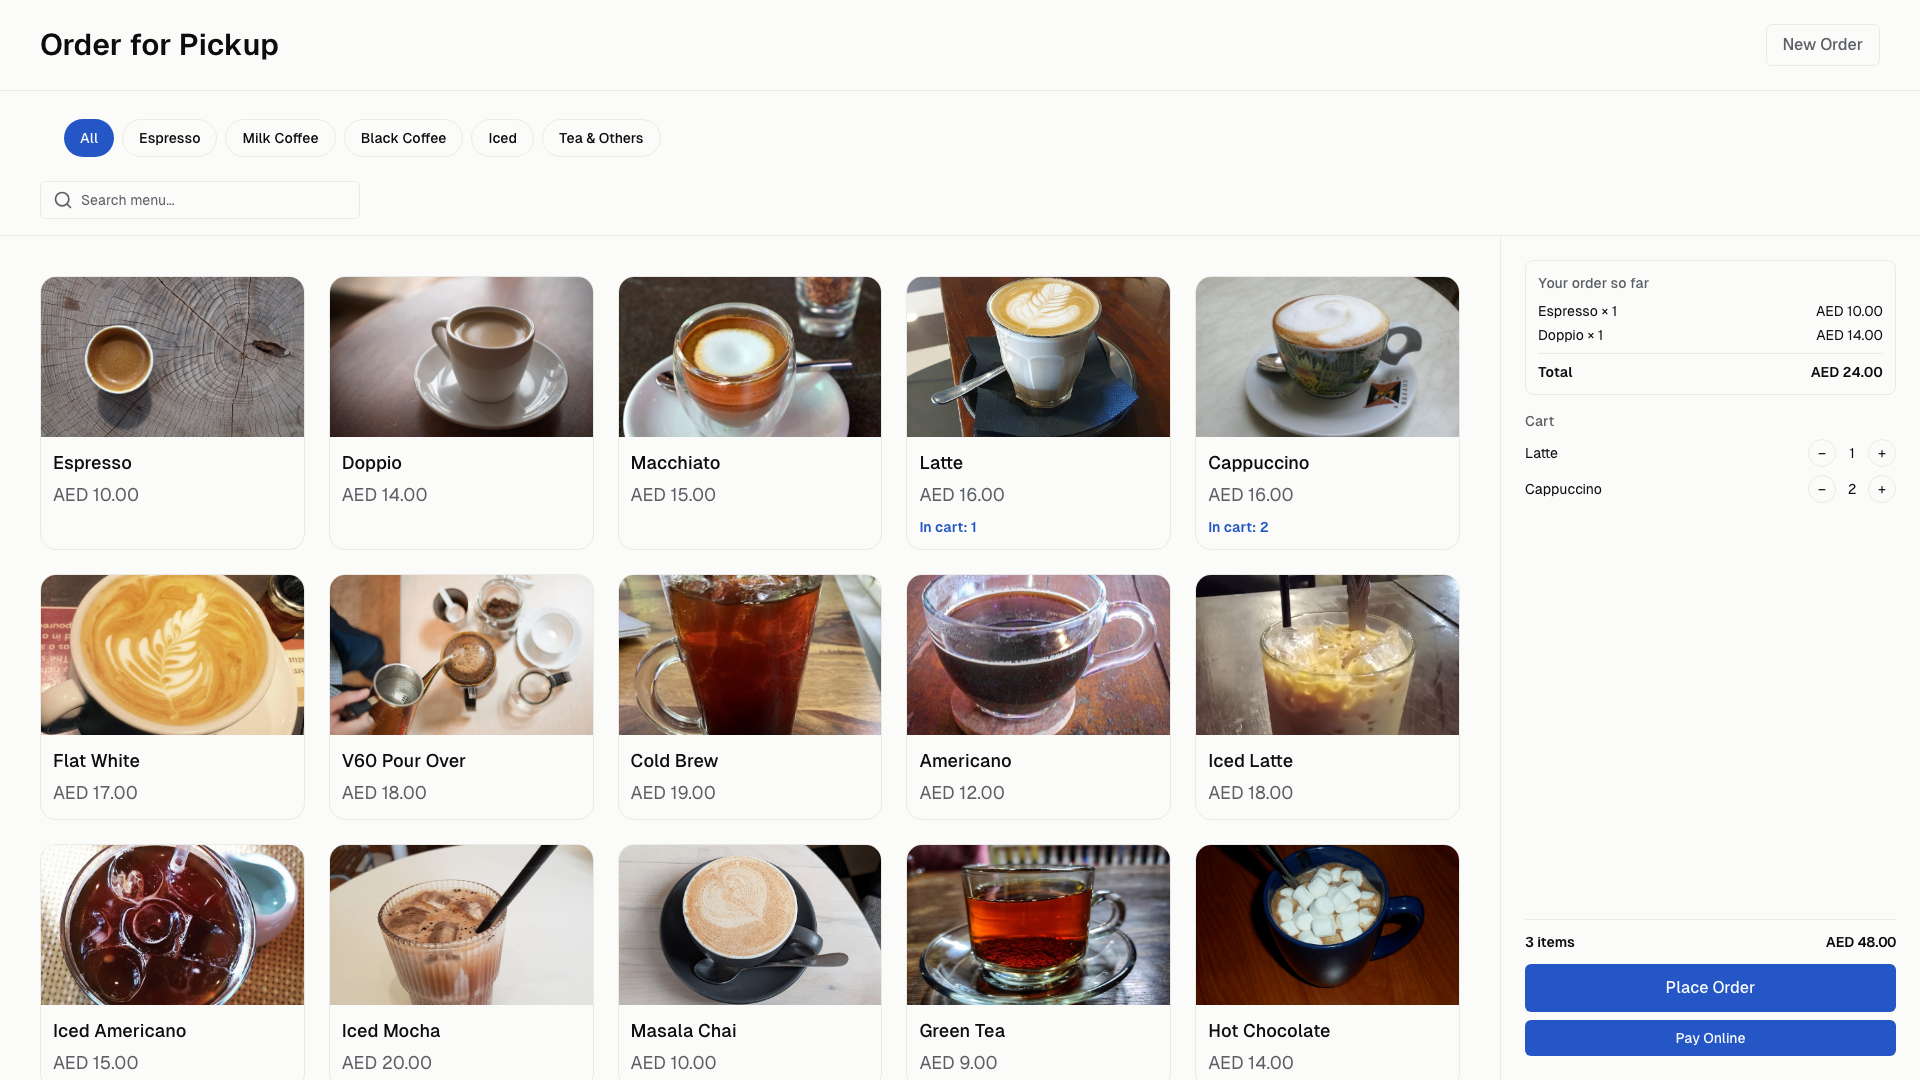 Order for Pickup
New Order
All
Espresso
Milk Coffee
Black Coffee
Iced
Tea & Others
Search menu...
Espresso
AED 10.00
Doppio
AED 14.00
Macchiato
AED 15.00
Latte
AED 16.00
In cart: 1
Cappuccino
AED 16.00
In cart: 2
Flat White
AED 17.00
V60 Pour Over
AED 18.00
Cold Brew
AED 19.00
Americano
AED 12.00
Iced Latte
AED 18.00
Iced Americano
AED 15.00
Iced Mocha
AED 20.00
Masala Chai
AED 10.00
Green Tea
AED 9.00
Hot Chocolate
AED 14.00
Your order so far
Espresso × 1 AED 10.00
Doppio × 1 AED 14.00
Total AED 24.00
Cart
Latte − 1 +
Cappuccino − 2 +
3 items AED 48.00
Place Order
Pay Online